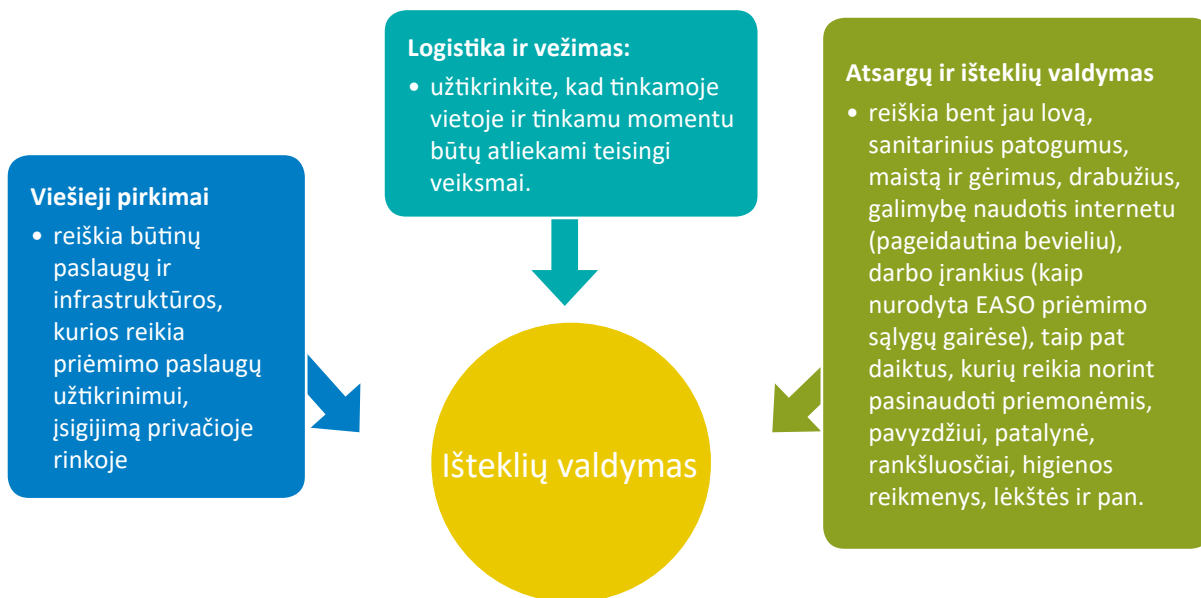 Viešieji pirkimai
• reiškia būtinų
paslaugų ir
infrastruktūros,
kurios reikia
priėmimo paslaugų
užtikrinimui,
įsigijimą privačioje
rinkoje
Logistika ir vežimas:
• užtikrinkite, kad tinkamoje
vietoje ir tinkamu momentu
būtų atliekami teisingi
veiksmai.
Atsargų ir išteklių valdymas
• reiškia bent jau lovą,
sanitarinius patogumus,
maistą ir gėrimus, drabužius,
galimybę naudotis internetu
(pageidautina bevieliu),
darbo įrankius (kaip
nurodyta EASO priėmimo
sąlygų gairėse), taip pat
daiktus, kurių reikia norint
pasinaudoti priemonėmis,
pavyzdžiui, patalynė,
rankšluosčiai, higienos
reikmenys, lėkštės ir pan.
Išteklių valdymas